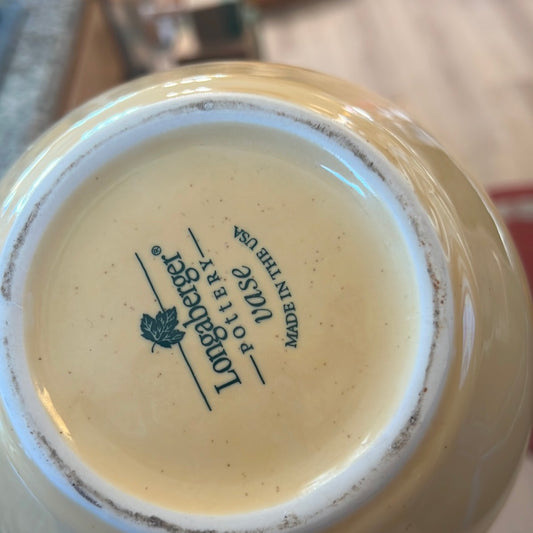 Longaberger®
POttERY
vase
MADE IN THE USA